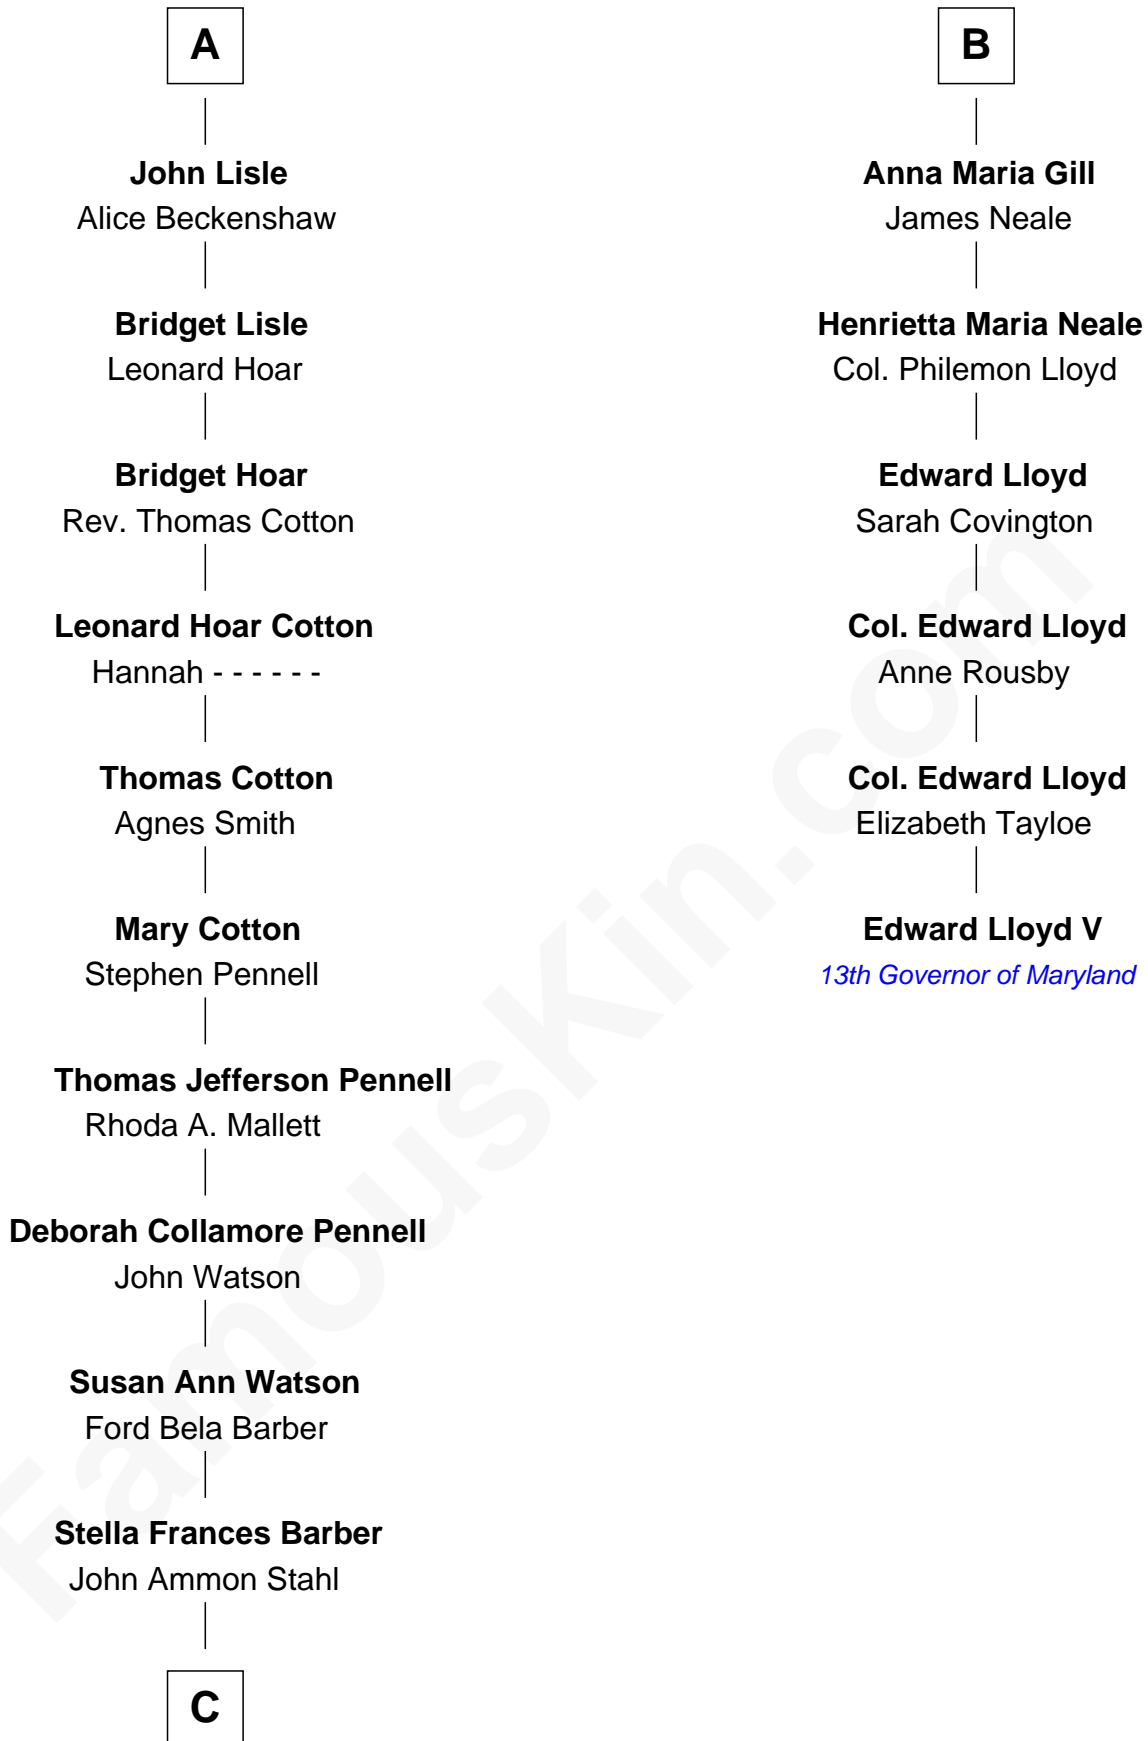 A
John Lisle
Alice Beckenshaw
Bridget Lisle
Leonard Hoar
Bridget Hoar
Rev. Thomas Cotton
Leonard Hoar Cotton
Hannah - - - - - -
Thomas Cotton
Agnes Smith
Mary Cotton
Stephen Pennell
Thomas Jefferson Pennell
Rhoda A. Mallett
Deborah Collamore Pennell
John Watson
Susan Ann Watson
Ford Bela Barber
Stella Frances Barber
John Ammon Stahl
C
B
Anna Maria Gill
James Neale
Henrietta Maria Neale
Col. Philemon Lloyd
Edward Lloyd
Sarah Covington
Col. Edward Lloyd
Anne Rousby
Col. Edward Lloyd
Elizabeth Tayloe
Edward Lloyd V
13th Governor of Maryland
FamousKin.com